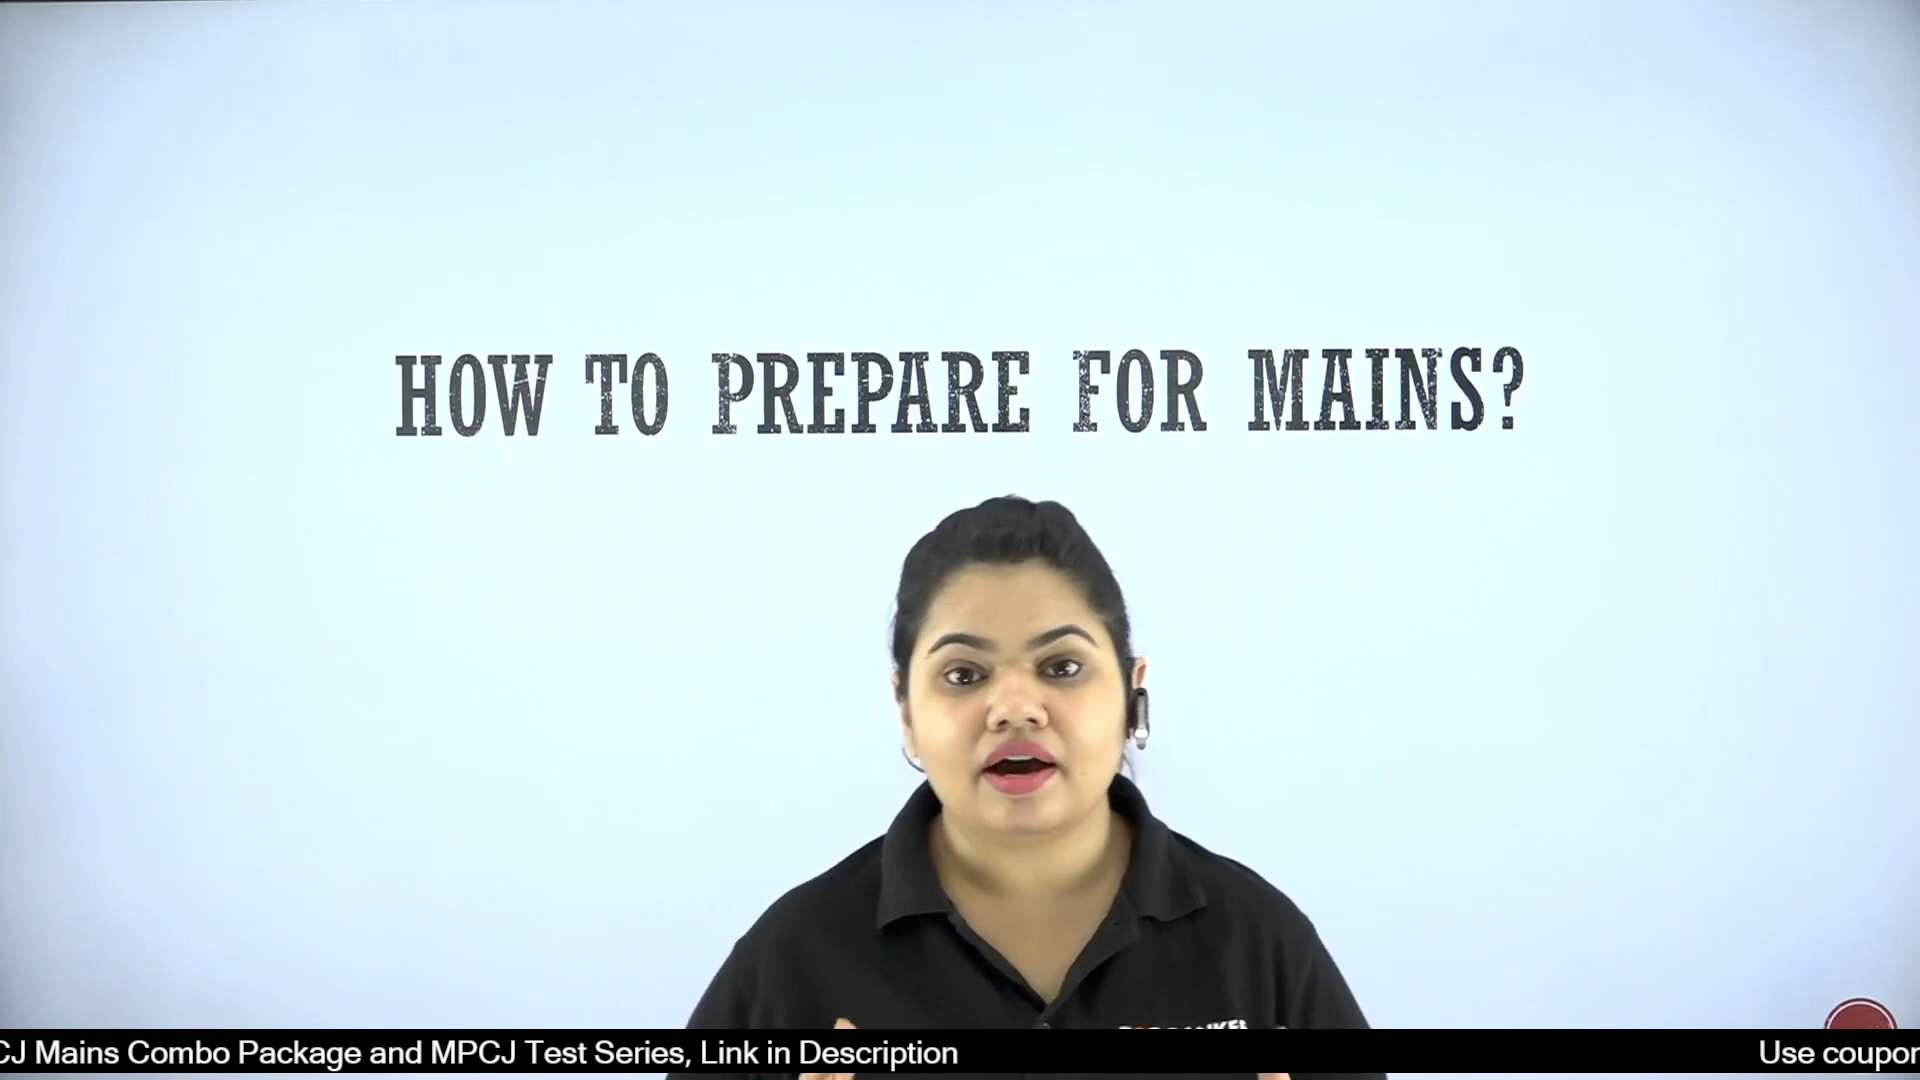 HOW TO PREPARE FOR MAINS?
CJ Mains Combo Package and MPCJ Test Series, Link in Description
Use coupon